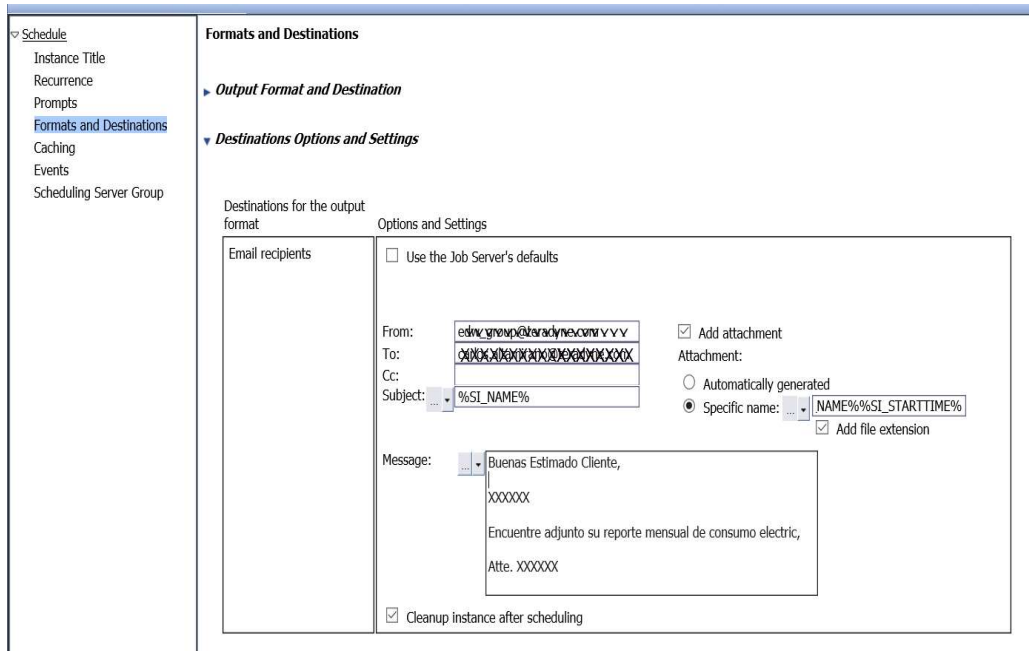 Schedule
Instance Title
Recurrence
Prompts
Formats and Destinations
Caching
Events
Scheduling Server Group
Formats and Destinations
Output Format and Destination
Destinations Options and Settings
Destinations for the output
format
Options and Settings
Email recipients
Use the Job Server's defaults
From:
To:
Cc:
Subject: ... %SI_NAME%
Add attachment
Attachment:
Automatically generated
Specific name: ... NAME%%SI_STARTTIME%
Add file extension
Message: ...
Buenas Estimado Cliente,
XXXXXX
Encuentre adjunto su reporte mensual de consumo electric,
Atte. XXXXXX
Cleanup instance after scheduling